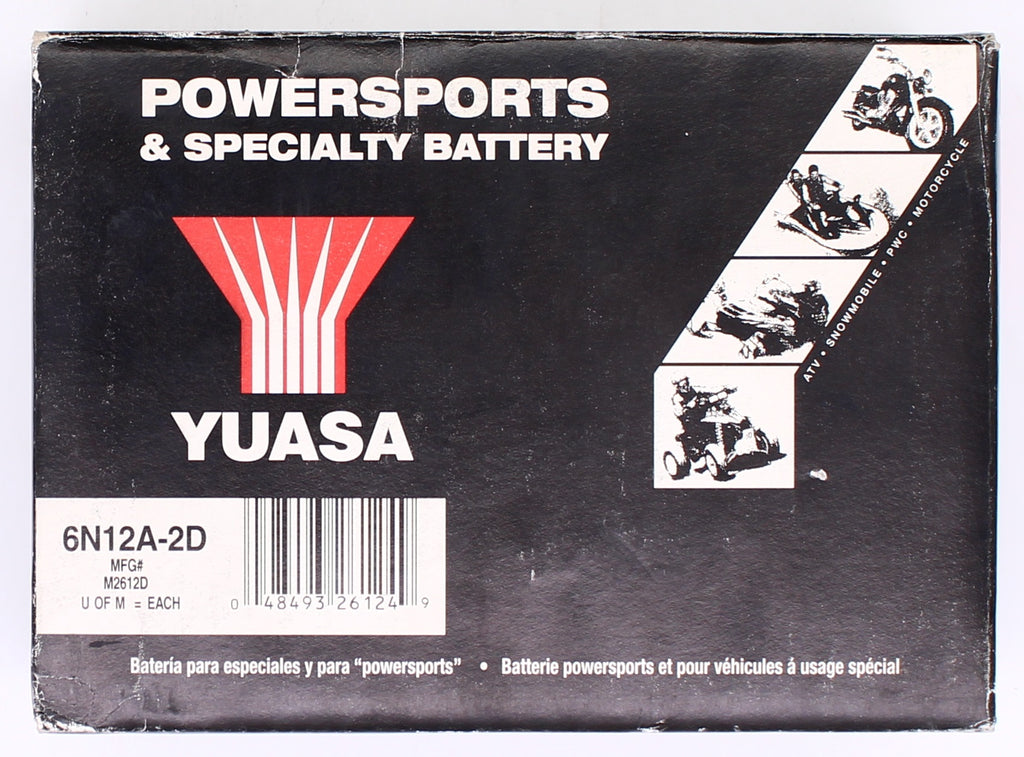 POWERSPORTS
& SPECIALTY BATTERY
YUASA
ATV • SNOWMOBILE • PWC • MOTORCYCLE
6N12A-2D
MFG#
M2612D
U OF M = EACH
0 48493 26124 9
Batería para especiales y para “powersports” • Batterie powersports et pour véhicules á usage spécial